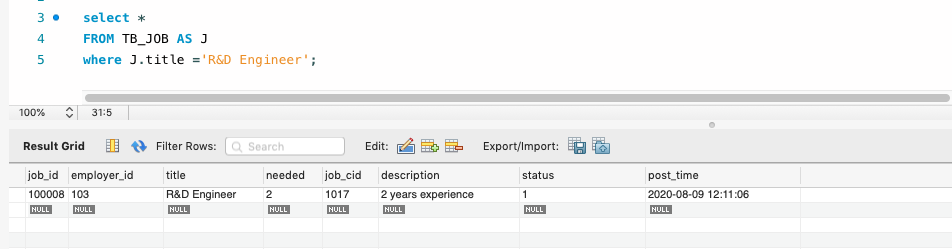 3 select *
4 FROM TB_JOB AS J
5 where J.title ='R&D Engineer';
100% 31:5
Result Grid Filter Rows: Search Edit: Export/Import:
job_id employer_id title needed job_cid description status post_time
100008 103 R&D Engineer 2 1017 2 years experience 1 2020-08-09 12:11:06
NULL NULL NULL NULL NULL NULL NULL NULL